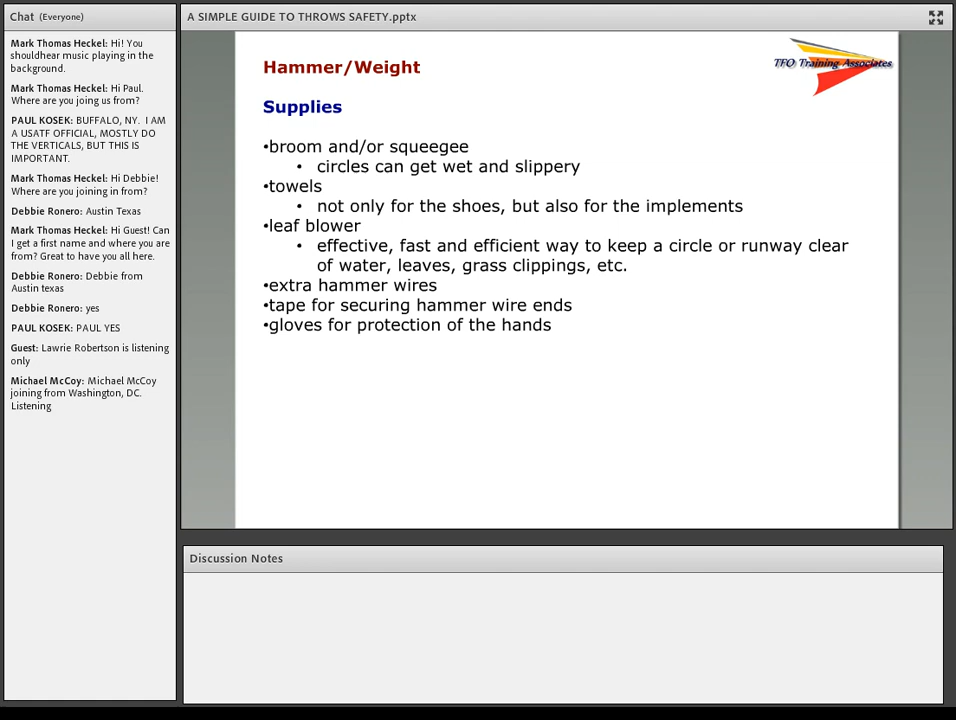 Chat (Everyone)
Mark Thomas Heckel: Hi! You
shouldhear music playing in the
background.
Mark Thomas Heckel: Hi Paul.
Where are you joing us from?
PAUL KOSEK: BUFFALO, NY. I AM
A USATF OFFICIAL, MOSTLY DO
THE VERTICALS, BUT THIS IS
IMPORTANT.
Mark Thomas Heckel: Hi Debbie!
Where are you joining in from?
Debbie Ronero: Austin Texas
Mark Thomas Heckel: Hi Guest! Can
I get a first name and where you are
from? Great to have you all here.
Debbie Ronero: Debbie from
Austin texas
Debbie Ronero: yes
PAUL KOSEK: PAUL YES
Guest: Lawrie Robertson is listening
only
Michael McCoy: Michael McCoy
joining from Washington, DC.
Listening
A SIMPLE GUIDE TO THROWS SAFETY.pptx
TFO Training Associates
Hammer/Weight
Supplies
•broom and/or squeegee
• circles can get wet and slippery
•towels
• not only for the shoes, but also for the implements
•leaf blower
• effective, fast and efficient way to keep a circle or runway clear
of water, leaves, grass clippings, etc.
•extra hammer wires
•tape for securing hammer wire ends
•gloves for protection of the hands
Discussion Notes